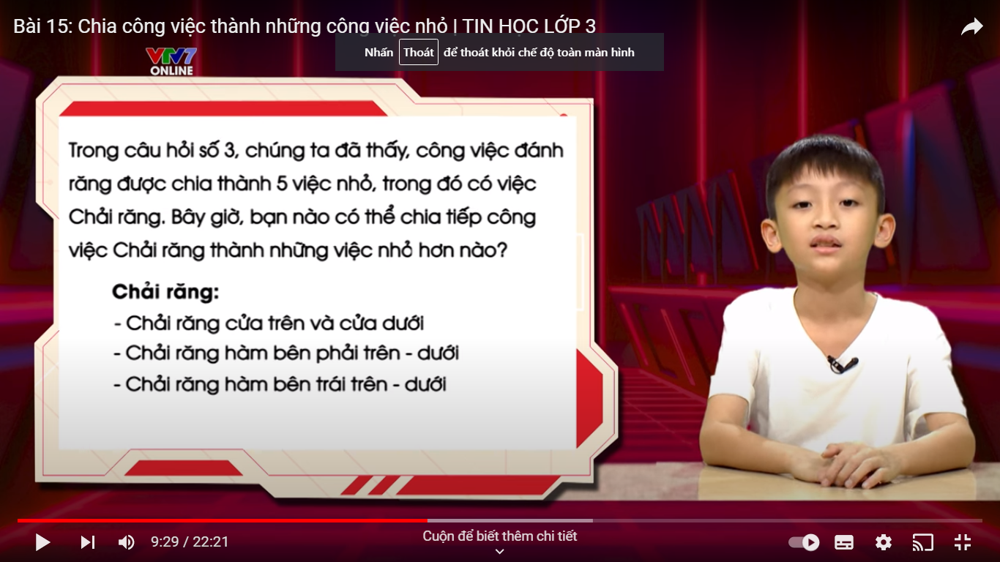 Bài 15: Chia công việc thành những công việc nhỏ | TIN HỌC LỚP 3
Nhấn Thoát để thoát khỏi chế độ toàn màn hình
VTV7
ONLINE
Trong câu hỏi số 3, chúng ta đã thấy, công việc đánh
răng được chia thành 5 việc nhỏ, trong đó có việc
Chải răng. Bây giờ, bạn nào có thể chia tiếp công
việc Chải răng thành những việc nhỏ hơn nào?
Chải răng:
- Chải răng cửa trên và cửa dưới
- Chải răng hàm bên phải trên - dưới
- Chải răng hàm bên trái trên - dưới
9:29 / 22:21
Cuộn để biết thêm chi tiết